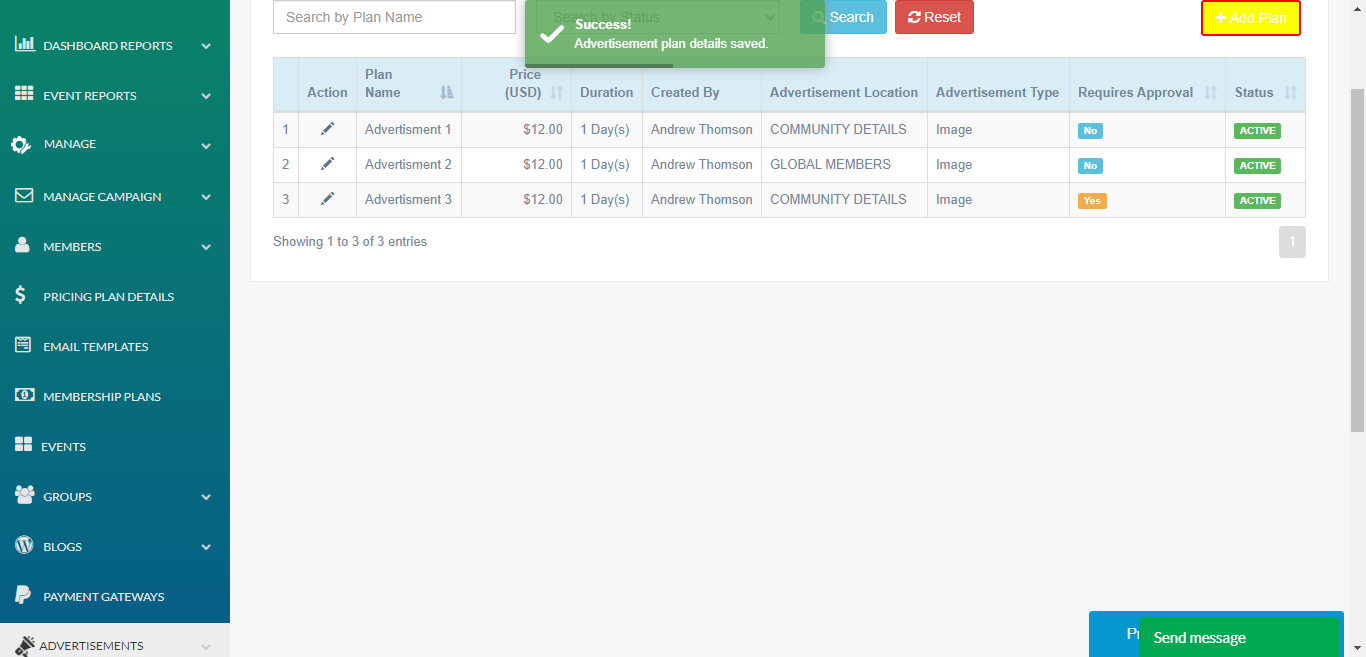 DASHBOARD REPORTS
EVENT REPORTS
MANAGE
MANAGE CAMPAIGN
MEMBERS
PRICING PLAN DETAILS
EMAIL TEMPLATES
MEMBERSHIP PLANS
EVENTS
GROUPS
BLOGS
PAYMENT GATEWAYS
ADVERTISEMENTS
Search by Plan Name
Search by Status
Search
Reset
Add Plan
Success!
Advertisement plan details saved.
Action Plan Name Price (USD) Duration Created By Advertisement Location Advertisement Type Requires Approval Status
1 Advertisment 1 $12.00 1 Day(s) Andrew Thomson COMMUNITY DETAILS Image No ACTIVE
2 Advertisment 2 $12.00 1 Day(s) Andrew Thomson GLOBAL MEMBERS Image No ACTIVE
3 Advertisment 3 $12.00 1 Day(s) Andrew Thomson COMMUNITY DETAILS Image Yes ACTIVE
Showing 1 to 3 of 3 entries
1
Send message